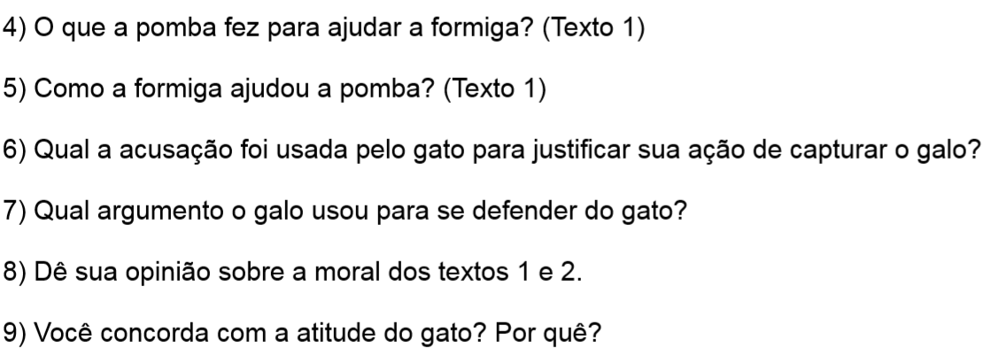 4) O que a pomba fez para ajudar a formiga? (Texto 1)
5) Como a formiga ajudou a pomba? (Texto 1)
6) Qual a acusação foi usada pelo gato para justificar sua ação de capturar o galo?
7) Qual argumento o galo usou para se defender do gato?
8) Dê sua opinião sobre a moral dos textos 1 e 2.
9) Você concorda com a atitude do gato? Por quê?